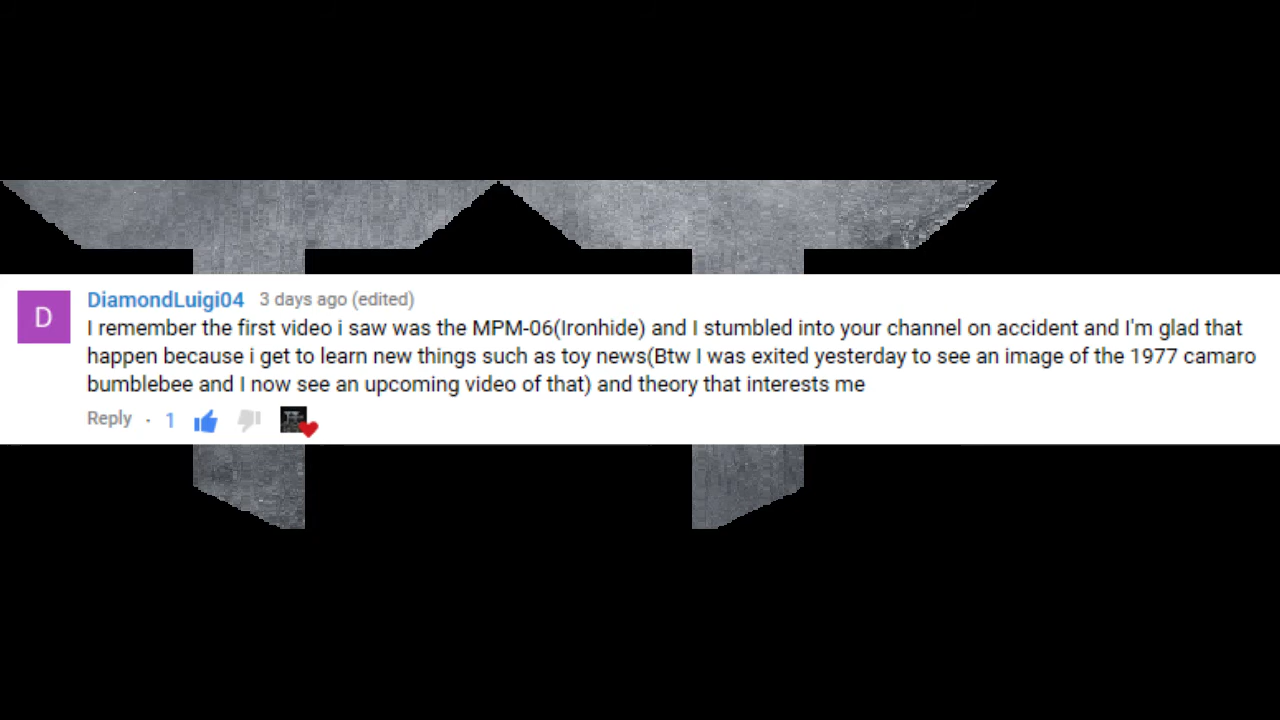 D
DiamondLuigi04 3 days ago (edited)
I remember the first video i saw was the MPM-06(Ironhide) and I stumbled into your channel on accident and I'm glad that
happen because i get to learn new things such as toy news(Btw I was exited yesterday to see an image of the 1977 camaro
bumblebee and I now see an upcoming video of that) and theory that interests me
Reply · 1